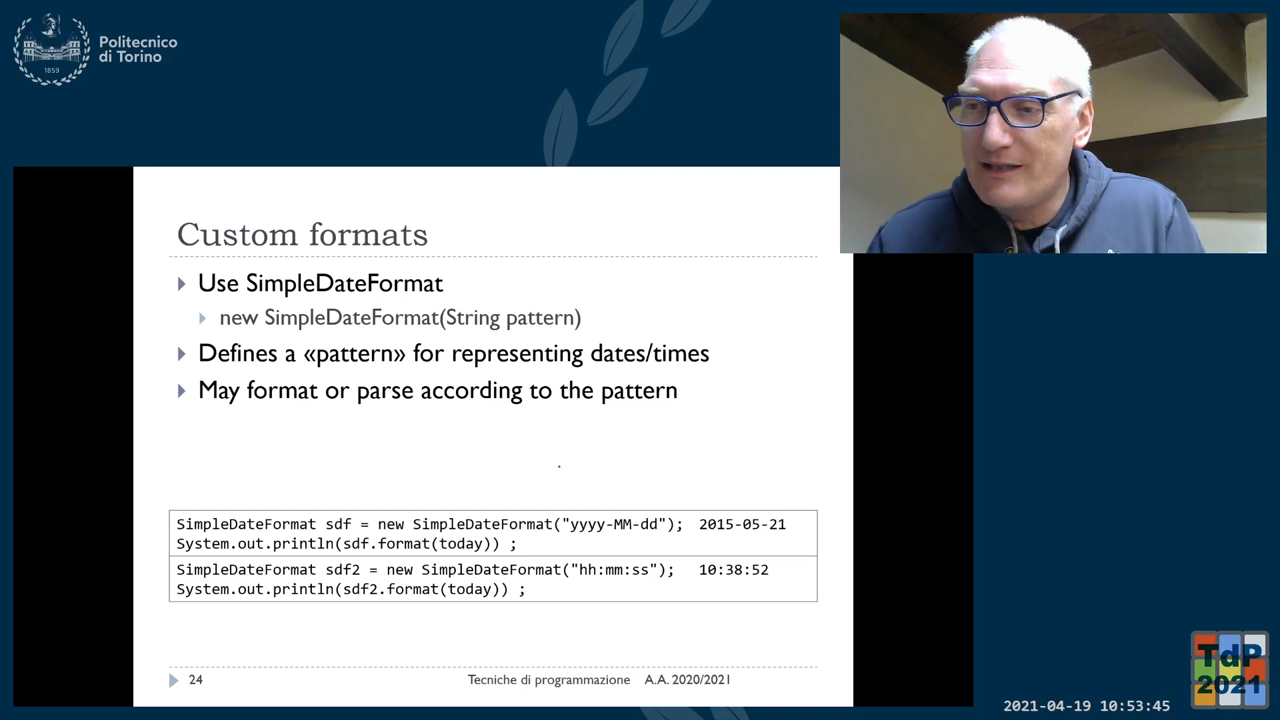 Politecnico
di Torino
1859
Custom formats
Use SimpleDateFormat
new SimpleDateFormat(String pattern)
Defines a «pattern» for representing dates/times
May format or parse according to the pattern
SimpleDateFormat sdf = new SimpleDateFormat("yyyy-MM-dd"); 2015-05-21
System.out.println(sdf.format(today)) ;
SimpleDateFormat sdf2 = new SimpleDateFormat("hh:mm:ss"); 10:38:52
System.out.println(sdf2.format(today)) ;
24 Tecniche di programmazione A.A. 2020/2021
TdP
2021
2021-04-19 10:53:45